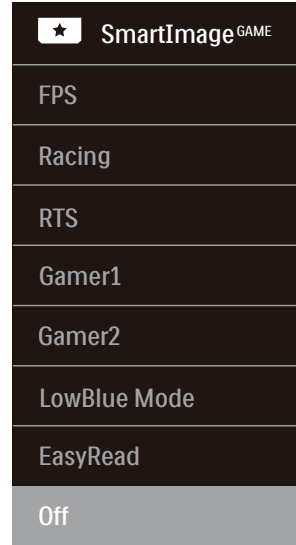 SmartImage GAME
FPS
Racing
RTS
Gamer1
Gamer2
LowBlue Mode
EasyRead
Off